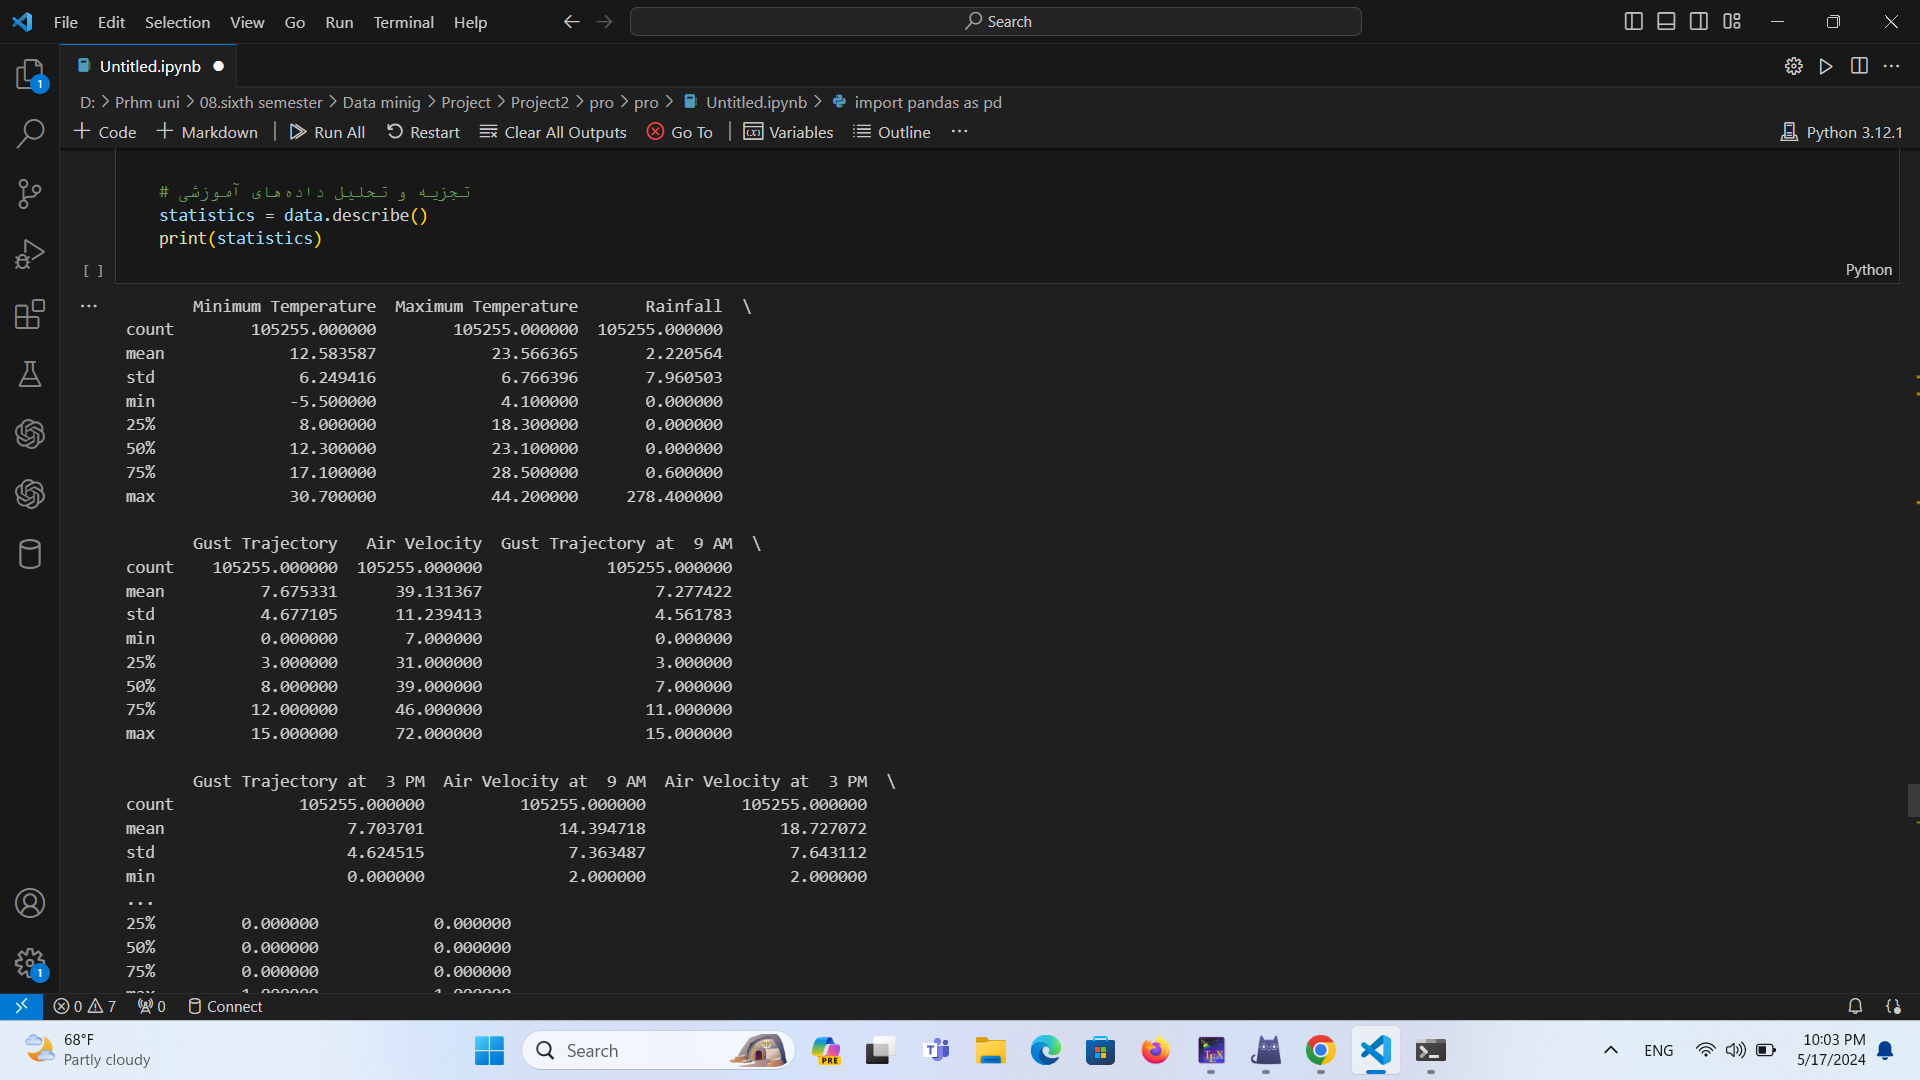 File Edit Selection View Go Run Terminal Help
Search
Untitled.ipynb
D: > Prhm uni > 08.sixth semester > Data minig > Project > Project2 > pro > pro > Untitled.ipynb > import pandas as pd
+ Code + Markdown | Run All Restart Clear All Outputs Go To | Variables Outline ...
Python 3.12.1
# تجزیه و تحلیل داده‌های آموزشی
statistics = data.describe()
print(statistics)
[ ]
Python
...
Minimum Temperature Maximum Temperature Rainfall \
count 105255.000000 105255.000000 105255.000000
mean 12.583587 23.566365 2.220564
std 6.249416 6.766396 7.960503
min -5.500000 4.100000 0.000000
25% 8.000000 18.300000 0.000000
50% 12.300000 23.100000 0.000000
75% 17.100000 28.500000 0.600000
max 30.700000 44.200000 278.400000
Gust Trajectory Air Velocity Gust Trajectory at 9 AM \
count 105255.000000 105255.000000 105255.000000
mean 7.675331 39.131367 7.277422
std 4.677105 11.239413 4.561783
min 0.000000 7.000000 0.000000
25% 3.000000 31.000000 3.000000
50% 8.000000 39.000000 7.000000
75% 12.000000 46.000000 11.000000
max 15.000000 72.000000 15.000000
Gust Trajectory at 3 PM Air Velocity at 9 AM Air Velocity at 3 PM \
count 105255.000000 105255.000000 105255.000000
mean 7.703701 14.394718 18.727072
std 4.624515 7.363487 7.643112
min 0.000000 2.000000 2.000000
...
25% 0.000000 0.000000
50% 0.000000 0.000000
75% 0.000000 0.000000
max 1.000000 1.000000
1
1
0 7 0 Connect
68°F
Partly cloudy
Search
PRE
TEX
ENG
10:03 PM
5/17/2024